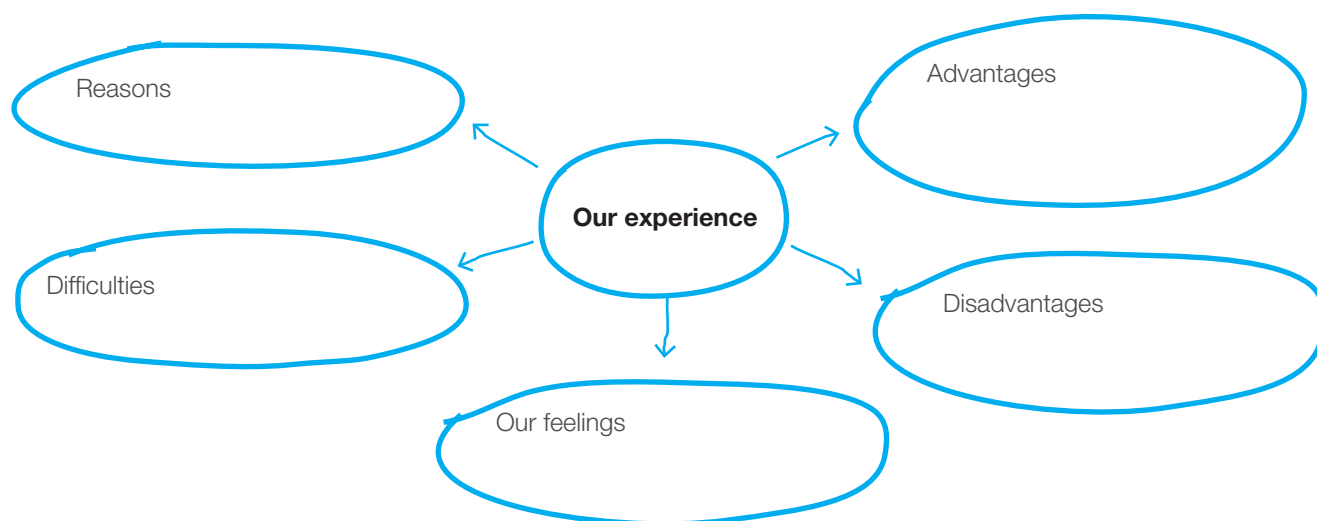 Reasons
Advantages
Our experience
Difficulties
Disadvantages
Our feelings